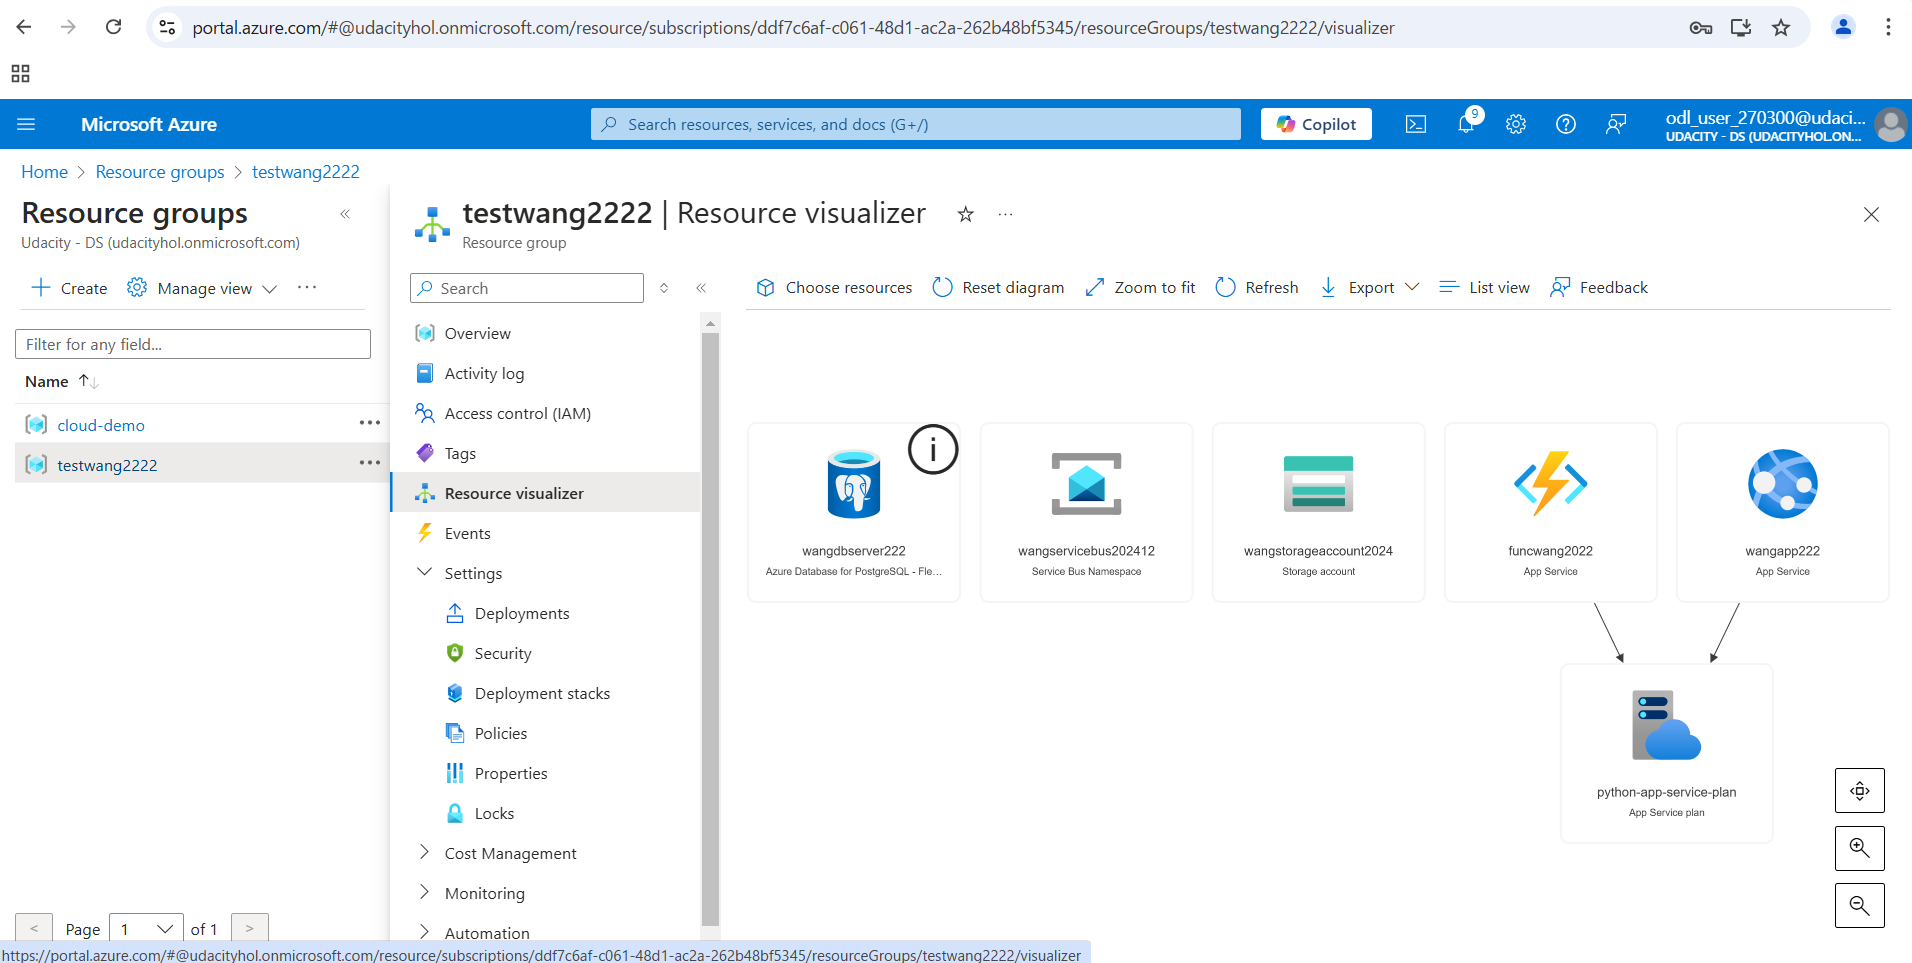 portal.azure.com/#@udacityhol.onmicrosoft.com/resource/subscriptions/ddf7c6af-c061-48d1-ac2a-262b48bf5345/resourceGroups/testwang2222/visualizer
Microsoft Azure
Search resources, services, and docs (G+/)
Copilot
9
odl_user_270300@udaci...
UDACITY - DS (UDACITYHOL.ON...
Home > Resource groups > testwang2222
Resource groups
Udacity - DS (udacityhol.onmicrosoft.com)
Create
Manage view
Filter for any field...
Name
cloud-demo
testwang2222
< Page 1 of 1 >
testwang2222 | Resource visualizer
Resource group
Search
Overview
Activity log
Access control (IAM)
Tags
Resource visualizer
Events
Settings
Deployments
Security
Deployment stacks
Policies
Properties
Locks
Cost Management
Monitoring
Automation
Choose resources
Reset diagram
Zoom to fit
Refresh
Export
List view
Feedback
i
wangdbserver222
Azure Database for PostgreSQL - Fle...
wangservicebus202412
Service Bus Namespace
wangstorageaccount2024
Storage account
funcwang2022
App Service
wangapp222
App Service
python-app-service-plan
App Service plan
https://portal.azure.com/#@udacityhol.onmicrosoft.com/resource/subscriptions/ddf7c6af-c061-48d1-ac2a-262b48bf5345/resourceGroups/testwang2222/visualizer